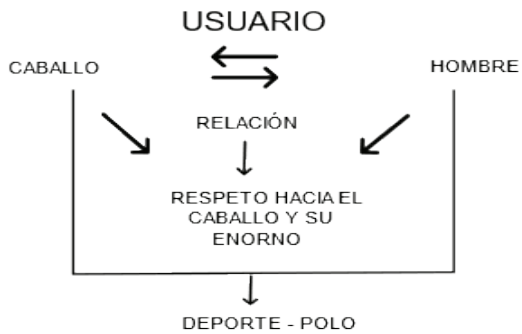 USUARIO
CABALLO
HOMBRE
RELACIÓN
RESPETO HACIA EL
CABALLO Y SU
ENORNO
DEPORTE - POLO